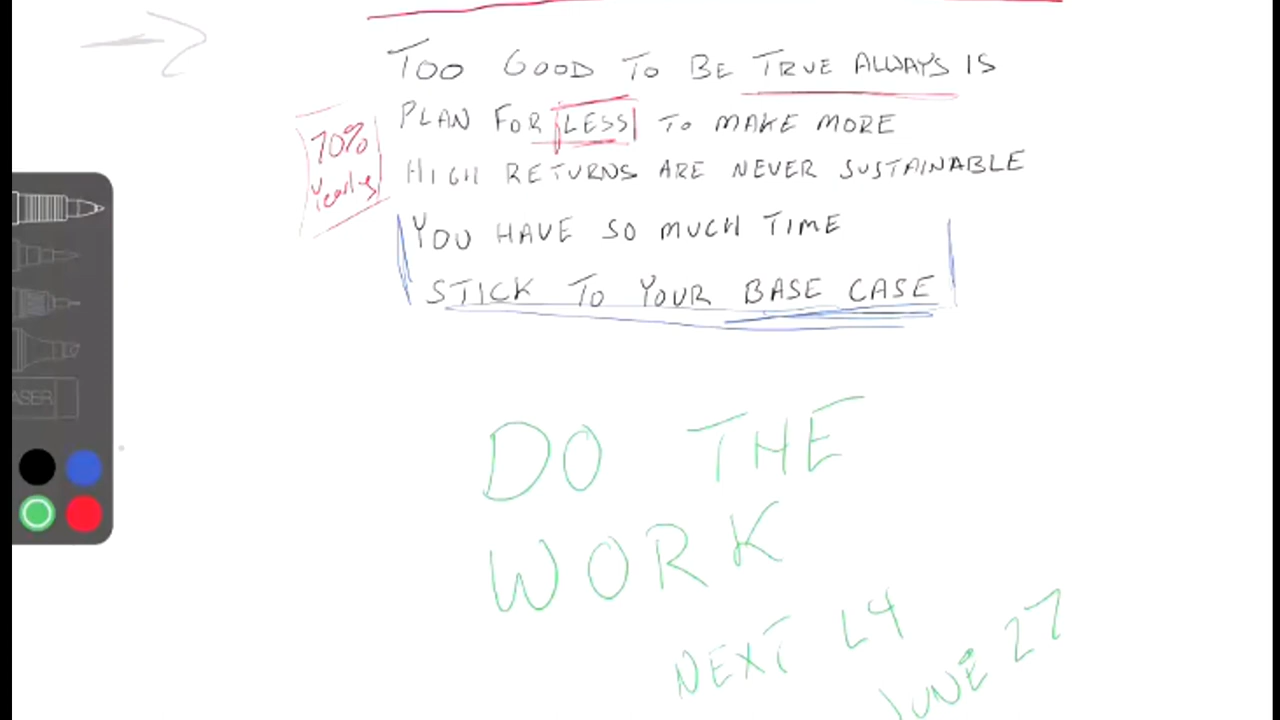 TOO GOOD TO BE TRUE ALWAYS IS
PLAN FOR LESS TO MAKE MORE
70%
Yearly
HIGH RETURNS ARE NEVER SUSTAINABLE
YOU HAVE SO MUCH TIME
STICK TO YOUR BASE CASE
ASER
DO THE
WORK
NEXT L4
JUNE 27